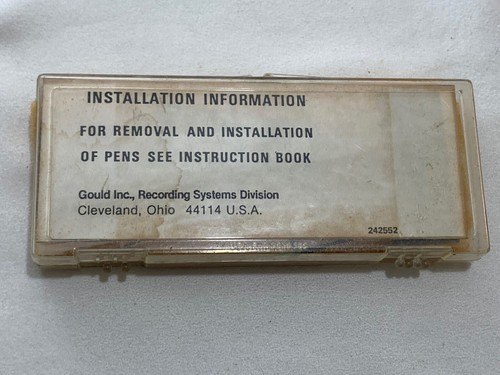 INSTALLATION INFORMATION
FOR REMOVAL AND INSTALLATION
OF PENS SEE INSTRUCTION BOOK
Gould Inc., Recording Systems Division
Cleveland, Ohio 44114 U.S.A.
242552